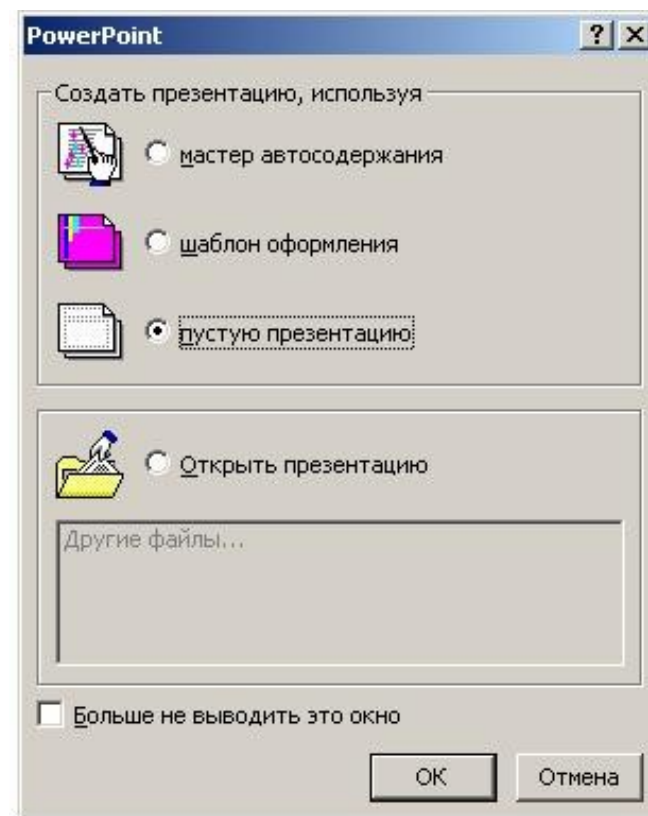 PowerPoint
Создать презентацию, используя
мастер автосодержания
шаблон оформления
пустую презентацию
Открыть презентацию
Другие файлы...
Больше не выводить это окно
ОК
Отмена